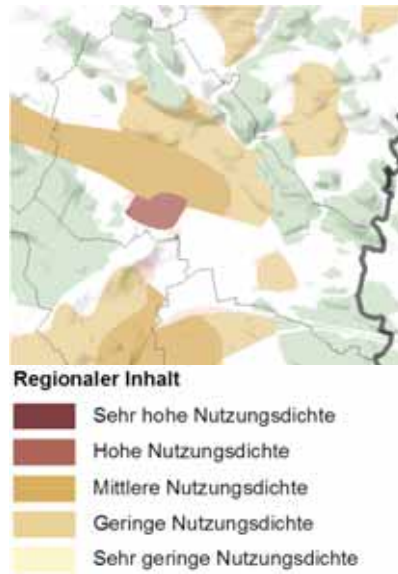 Regionaler Inhalt
Sehr hohe Nutzungsdichte
Hohe Nutzungsdichte
Mittlere Nutzungsdichte
Geringe Nutzungsdichte
Sehr geringe Nutzungsdichte